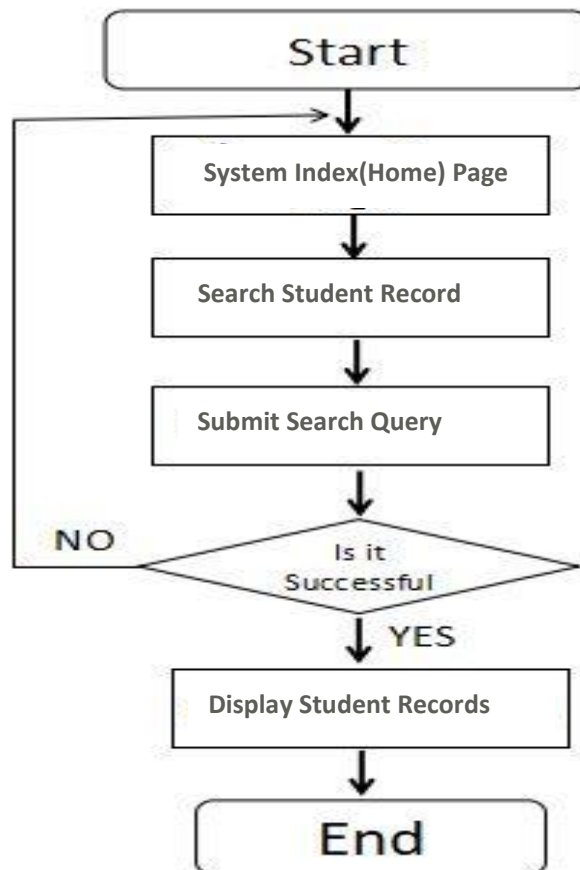 Start
System Index(Home) Page
Search Student Record
Submit Search Query
NO
Is it
Successful
YES
Display Student Records
End